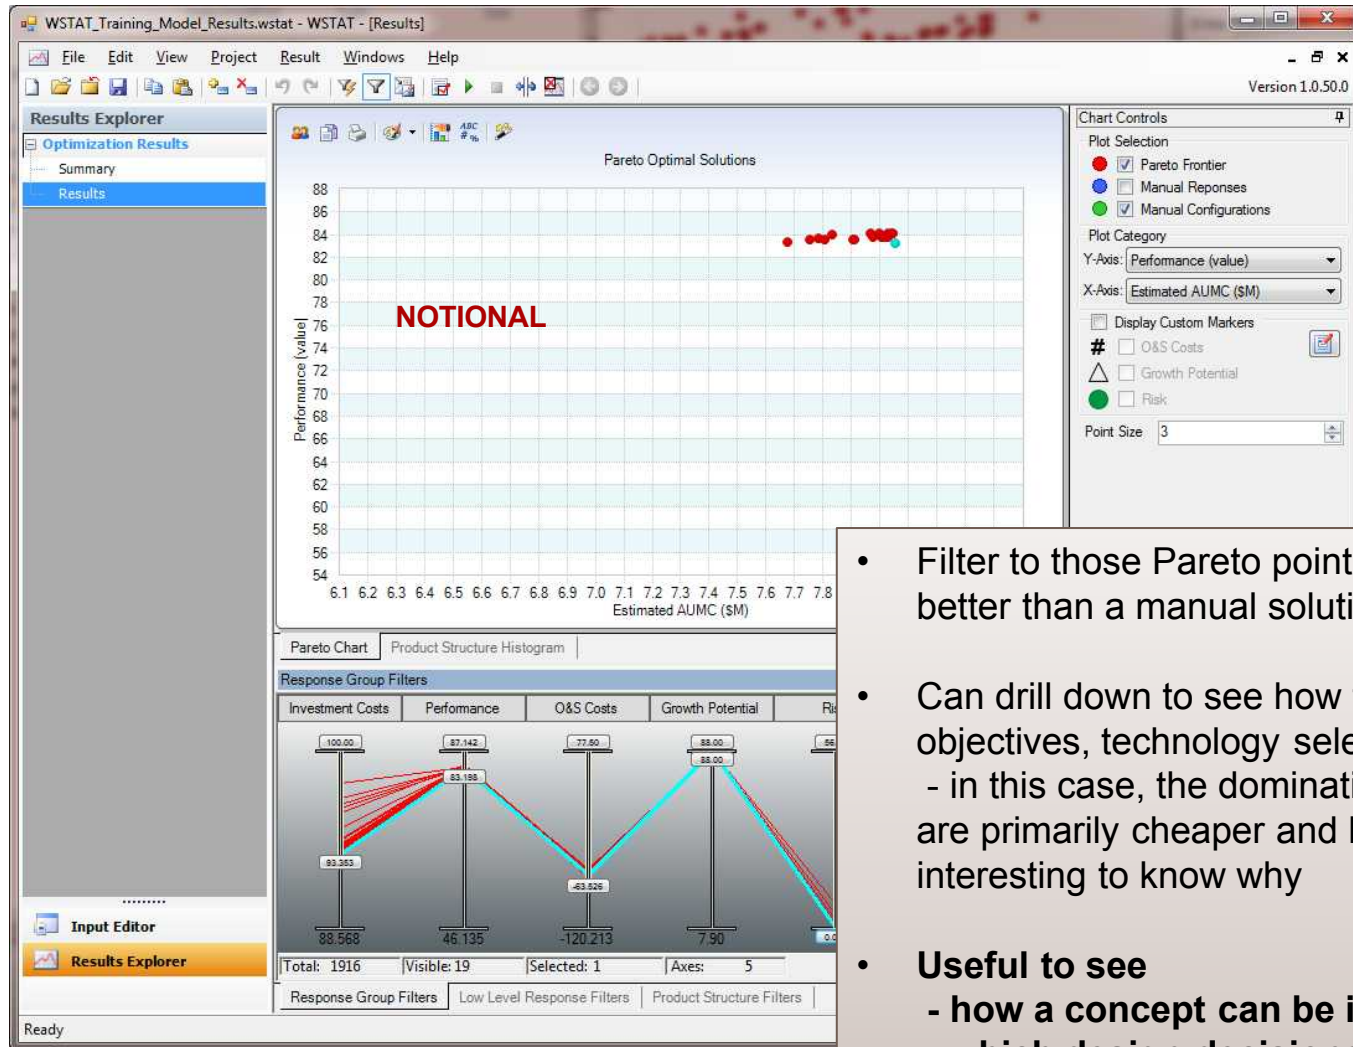 WSTAT_Training_Model_Results.wstat - WSTAT - [Results]
File Edit View Project Result Windows Help
Version 1.0.50.0
Results Explorer
Optimization Results
Summary
Results
Input Editor
Results Explorer
Ready
ABC
# %
Pareto Optimal Solutions
88
86
84
82
80
78
76
74
72
70
68
66
64
62
60
58
56
54
Performance (value)
NOTIONAL
6.1 6.2 6.3 6.4 6.5 6.6 6.7 6.8 6.9 7.0 7.1 7.2 7.3 7.4 7.5 7.6 7.7 7.8
Estimated AUMC ($M)
Pareto Chart Product Structure Histogram
Response Group Filters
Investment Costs Performance O&S Costs Growth Potential
100.00 87.142 77.50 88.00
88.00
83.198
93.353
-63.526
88.568 46.135 -120.213 7.90
Total: 1916 Visible: 19 Selected: 1 Axes: 5
Response Group Filters Low Level Response Filters Product Structure Filters
Chart Controls
Plot Selection
Pareto Frontier
Manual Reponses
Manual Configurations
Plot Category
Y-Axis: Performance (value)
X-Axis: Estimated AUMC ($M)
Display Custom Markers
# O&S Costs
Growth Potential
Risk
Point Size 3
• Filter to those Pareto point
better than a manual soluti
• Can drill down to see how
objectives, technology sele
- in this case, the dominati
are primarily cheaper and
interesting to know why
• Useful to see
- how a concept can be i